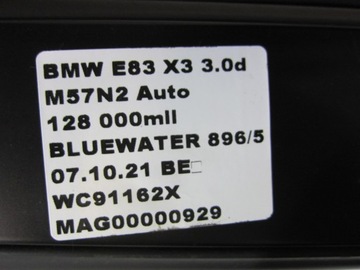 BMW E83 X3 3.0d
M57N2 Auto
128 000mll
BLUEWATER 896/5
07.10.21 BE□
WC91162X
MAG00000929